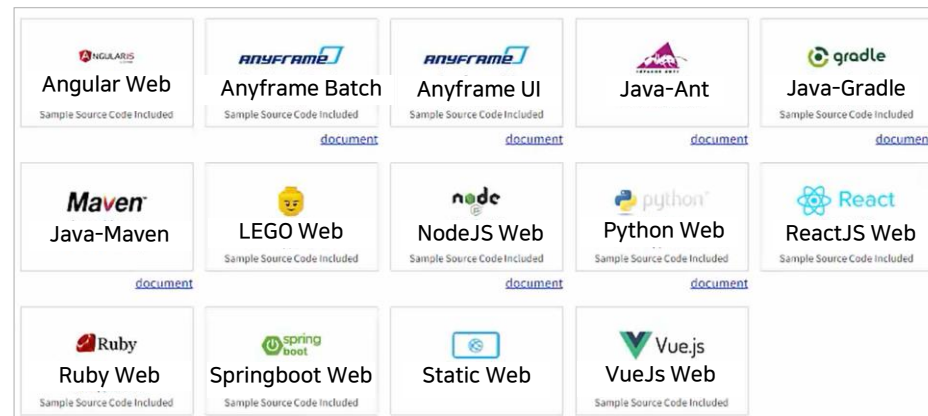 ANGULARJS
Angular Web
Sample Source Code Included
ANYFRAME
Anyframe Batch
Sample Source Code Included
document
ANYFRAME
Anyframe UI
Sample Source Code Included
document
Java-Ant
document
gradle
Java-Gradle
Sample Source Code Included
documen
Maven
Java-Maven
document
LEGO Web
Sample Source Code Included
node
JS
NodeJS Web
Sample Source Code Included
document
python
Python Web
Sample Source Code Included
document
React
ReactJS Web
Sample Source Code Included
Ruby
Ruby Web
Sample Source Code Included
spring
boot
Springboot Web
Sample Source Code Included
Static Web
Vue.js
VueJs Web
Sample Source Code Included